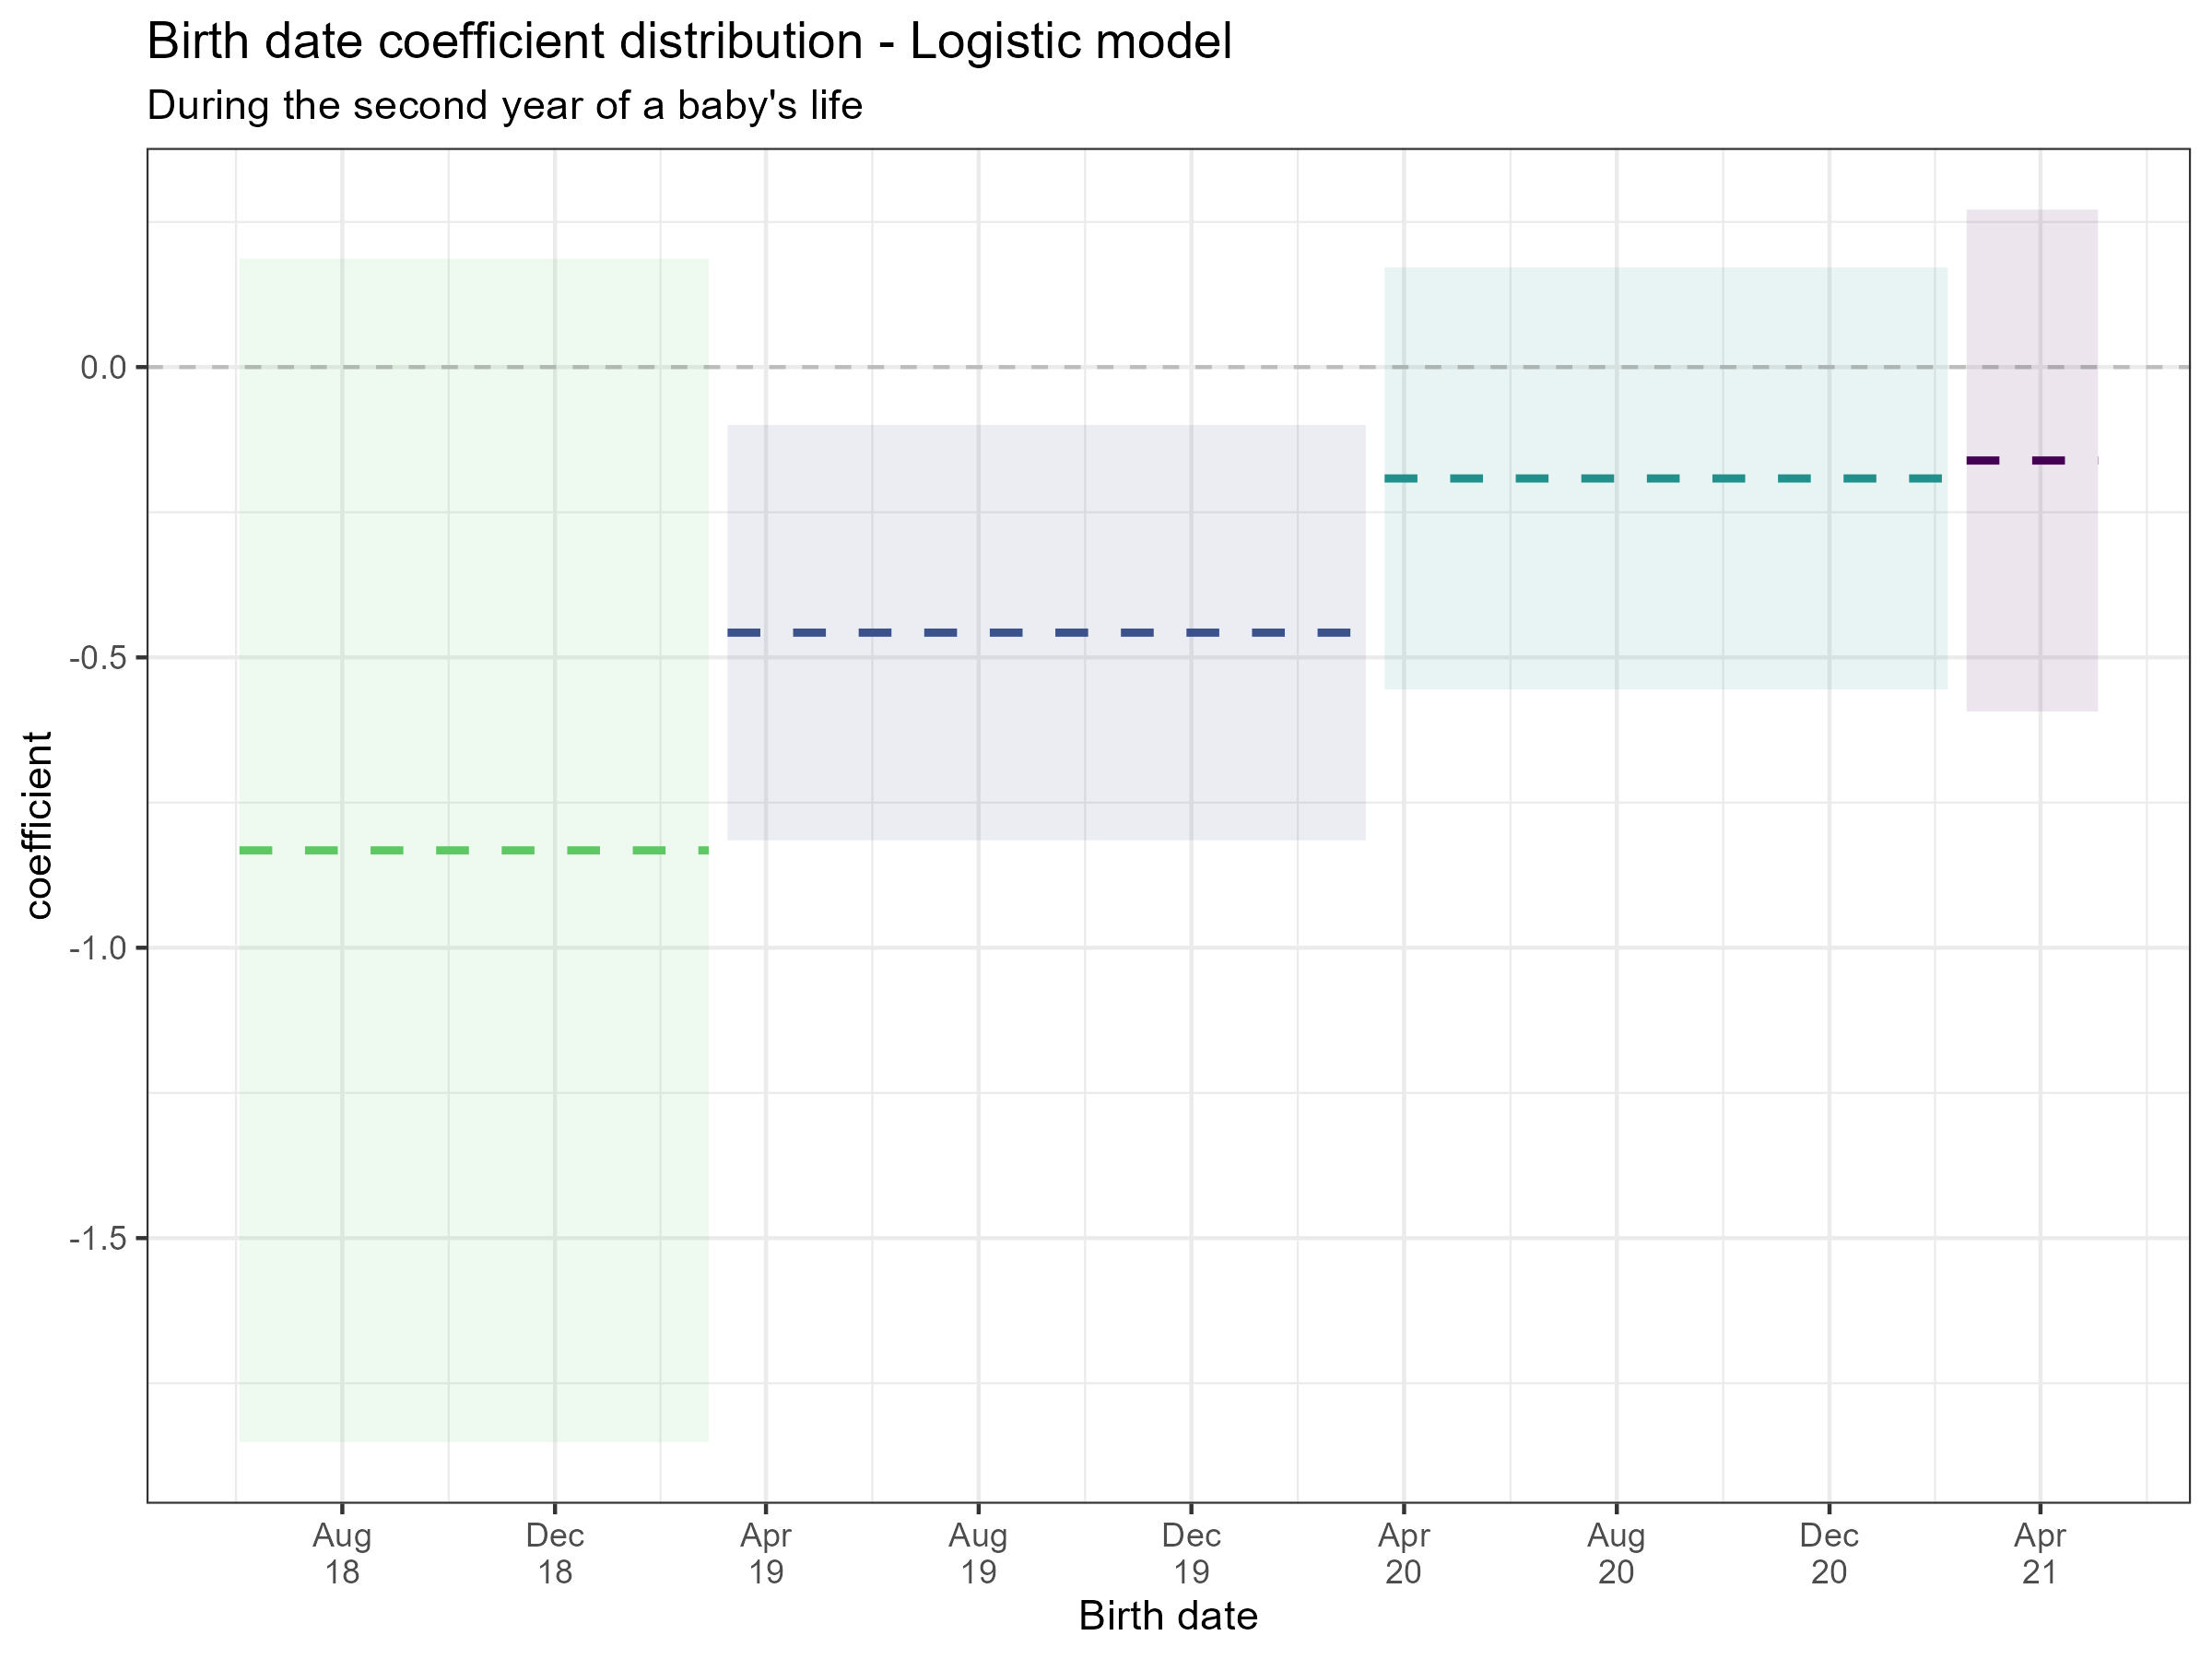 Birth date coefficient distribution - Logistic model
During the second year of a baby's life
coefficient
0.0
-0.5
-1.0
-1.5
Aug Dec Apr Aug Dec Apr Aug Dec Apr
18 18 19 19 19 20 20 20 21
Birth date